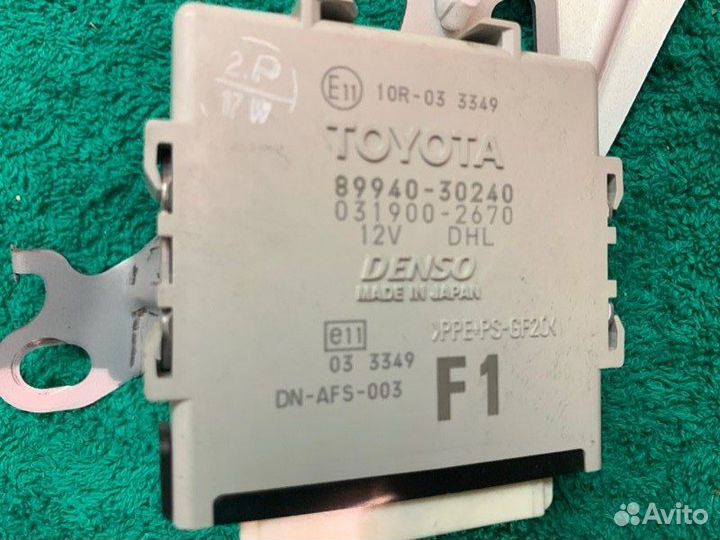 2.P
17W
E11 10R-03 3349
TOYOTA
89940-30240
031900-2670
12V DHL
DENSO
MADE IN JAPAN
e11 >PPE+PS-GF20<
03 3349
DN-AFS-003 F1
Avito